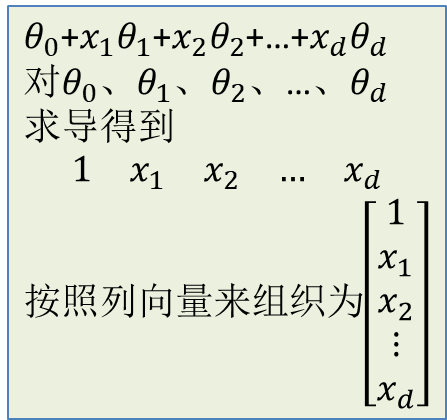 θ₀+x₁θ₁+x₂θ₂+...+x_dθ_d
对θ₀、θ₁、θ₂、...、θ_d
求导得到
1 x₁ x₂ ... x_d
按照列向量来组织为[1 x₁ x₂ ⋮ x_d]